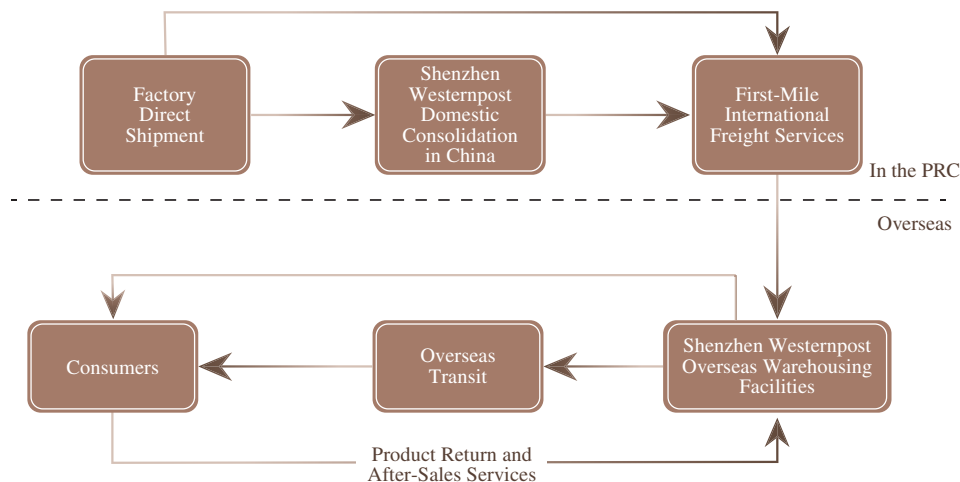 Factory
Direct
Shipment
Shenzhen
Westernpost
Domestic
Consolidation
in China
First-Mile
International
Freight Services
In the PRC
Overseas
Consumers
Overseas
Transit
Shenzhen Westernpost
Overseas Warehousing
Facilities
Product Return and
After-Sales Services